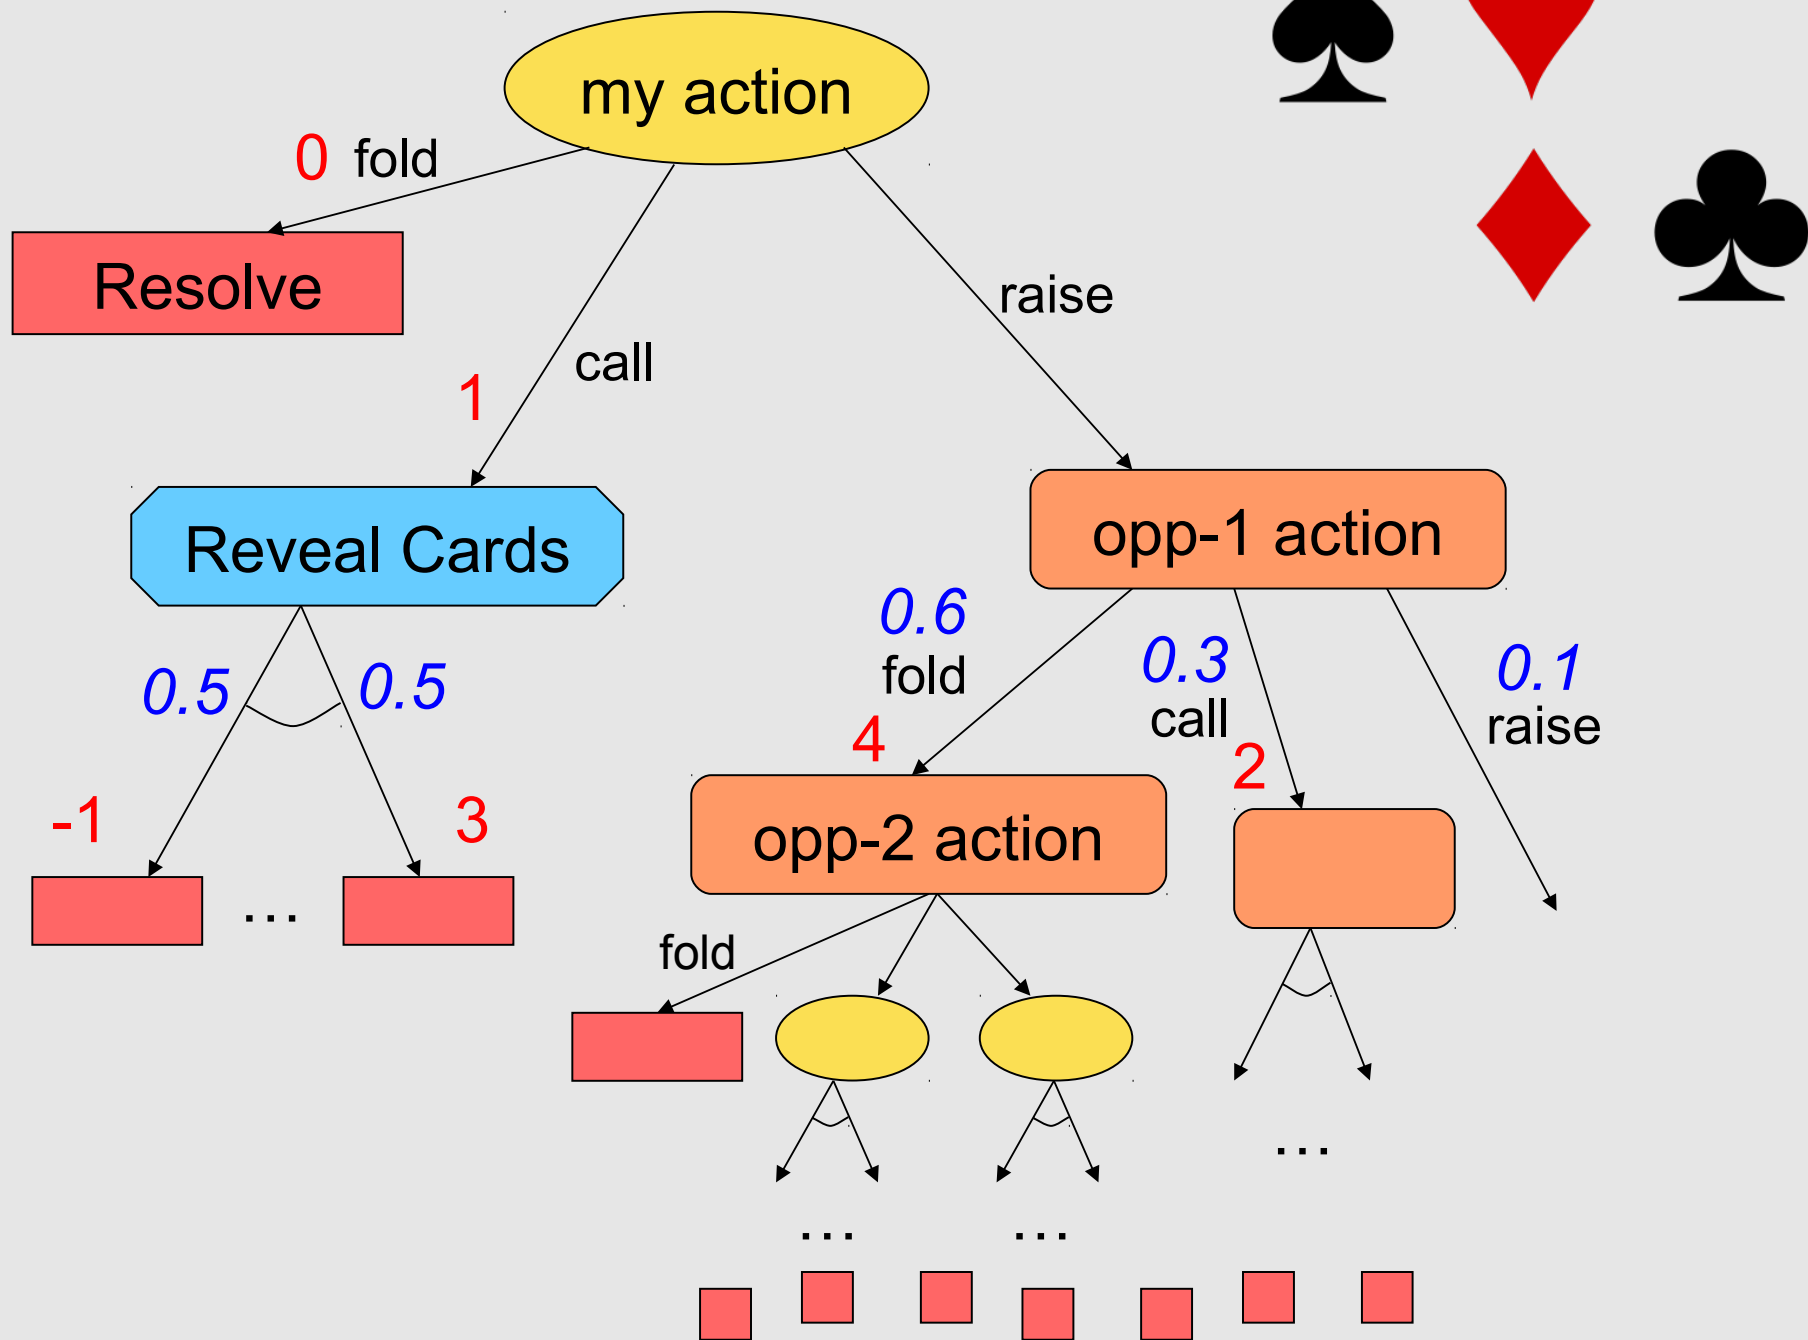 my action
0 fold
Resolve
raise
call
1
Reveal Cards
opp-1 action
0.5
0.5
0.6
fold
0.3
call
0.1
raise
4
2
-1
3
opp-2 action
...
fold
...
...
...